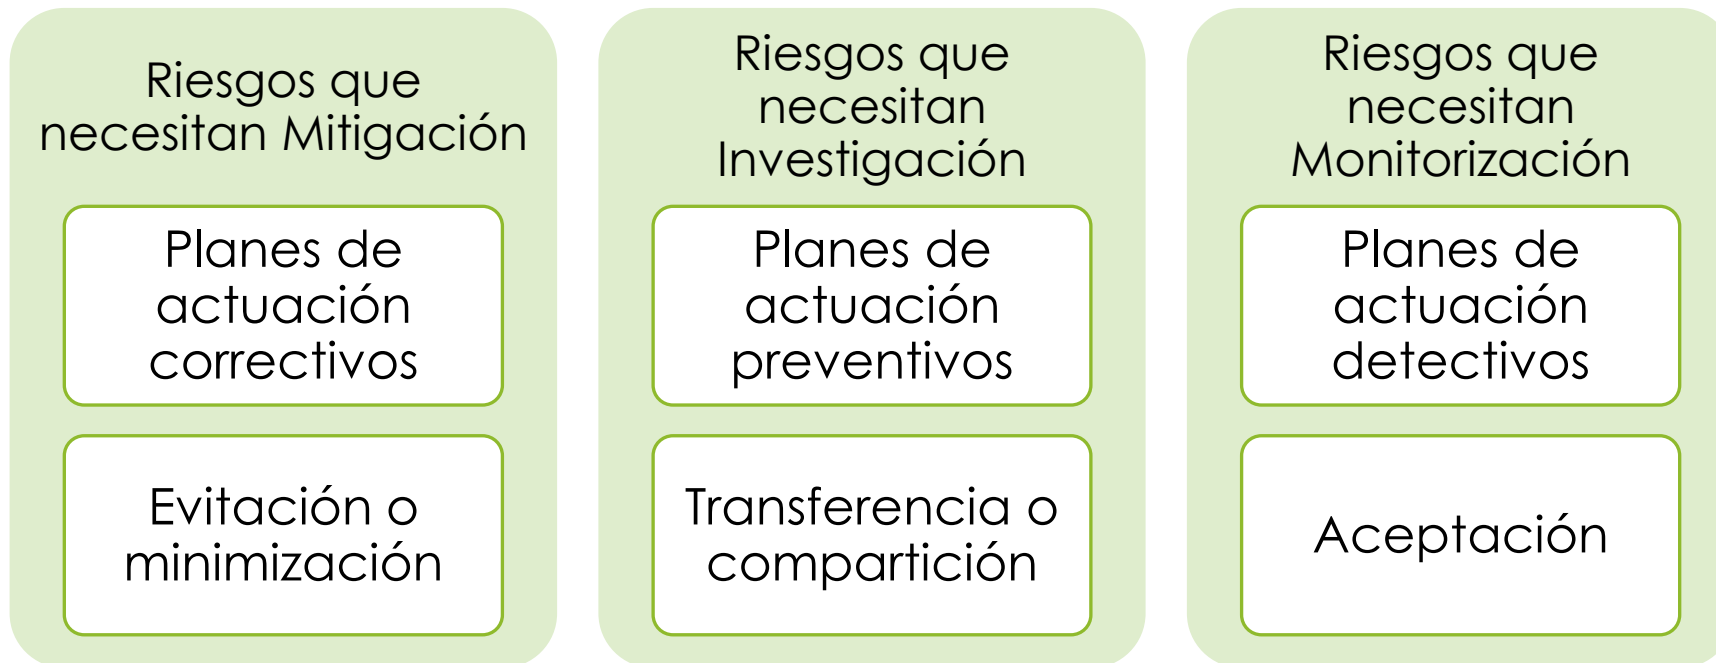 Riesgos que
necesitan Mitigación
Planes de
actuación
correctivos
Evitación o
minimización
Riesgos que
necesitan
Investigación
Planes de
actuación
preventivos
Transferencia o
compartición
Riesgos que
necesitan
Monitorización
Planes de
actuación
detectivos
Aceptación